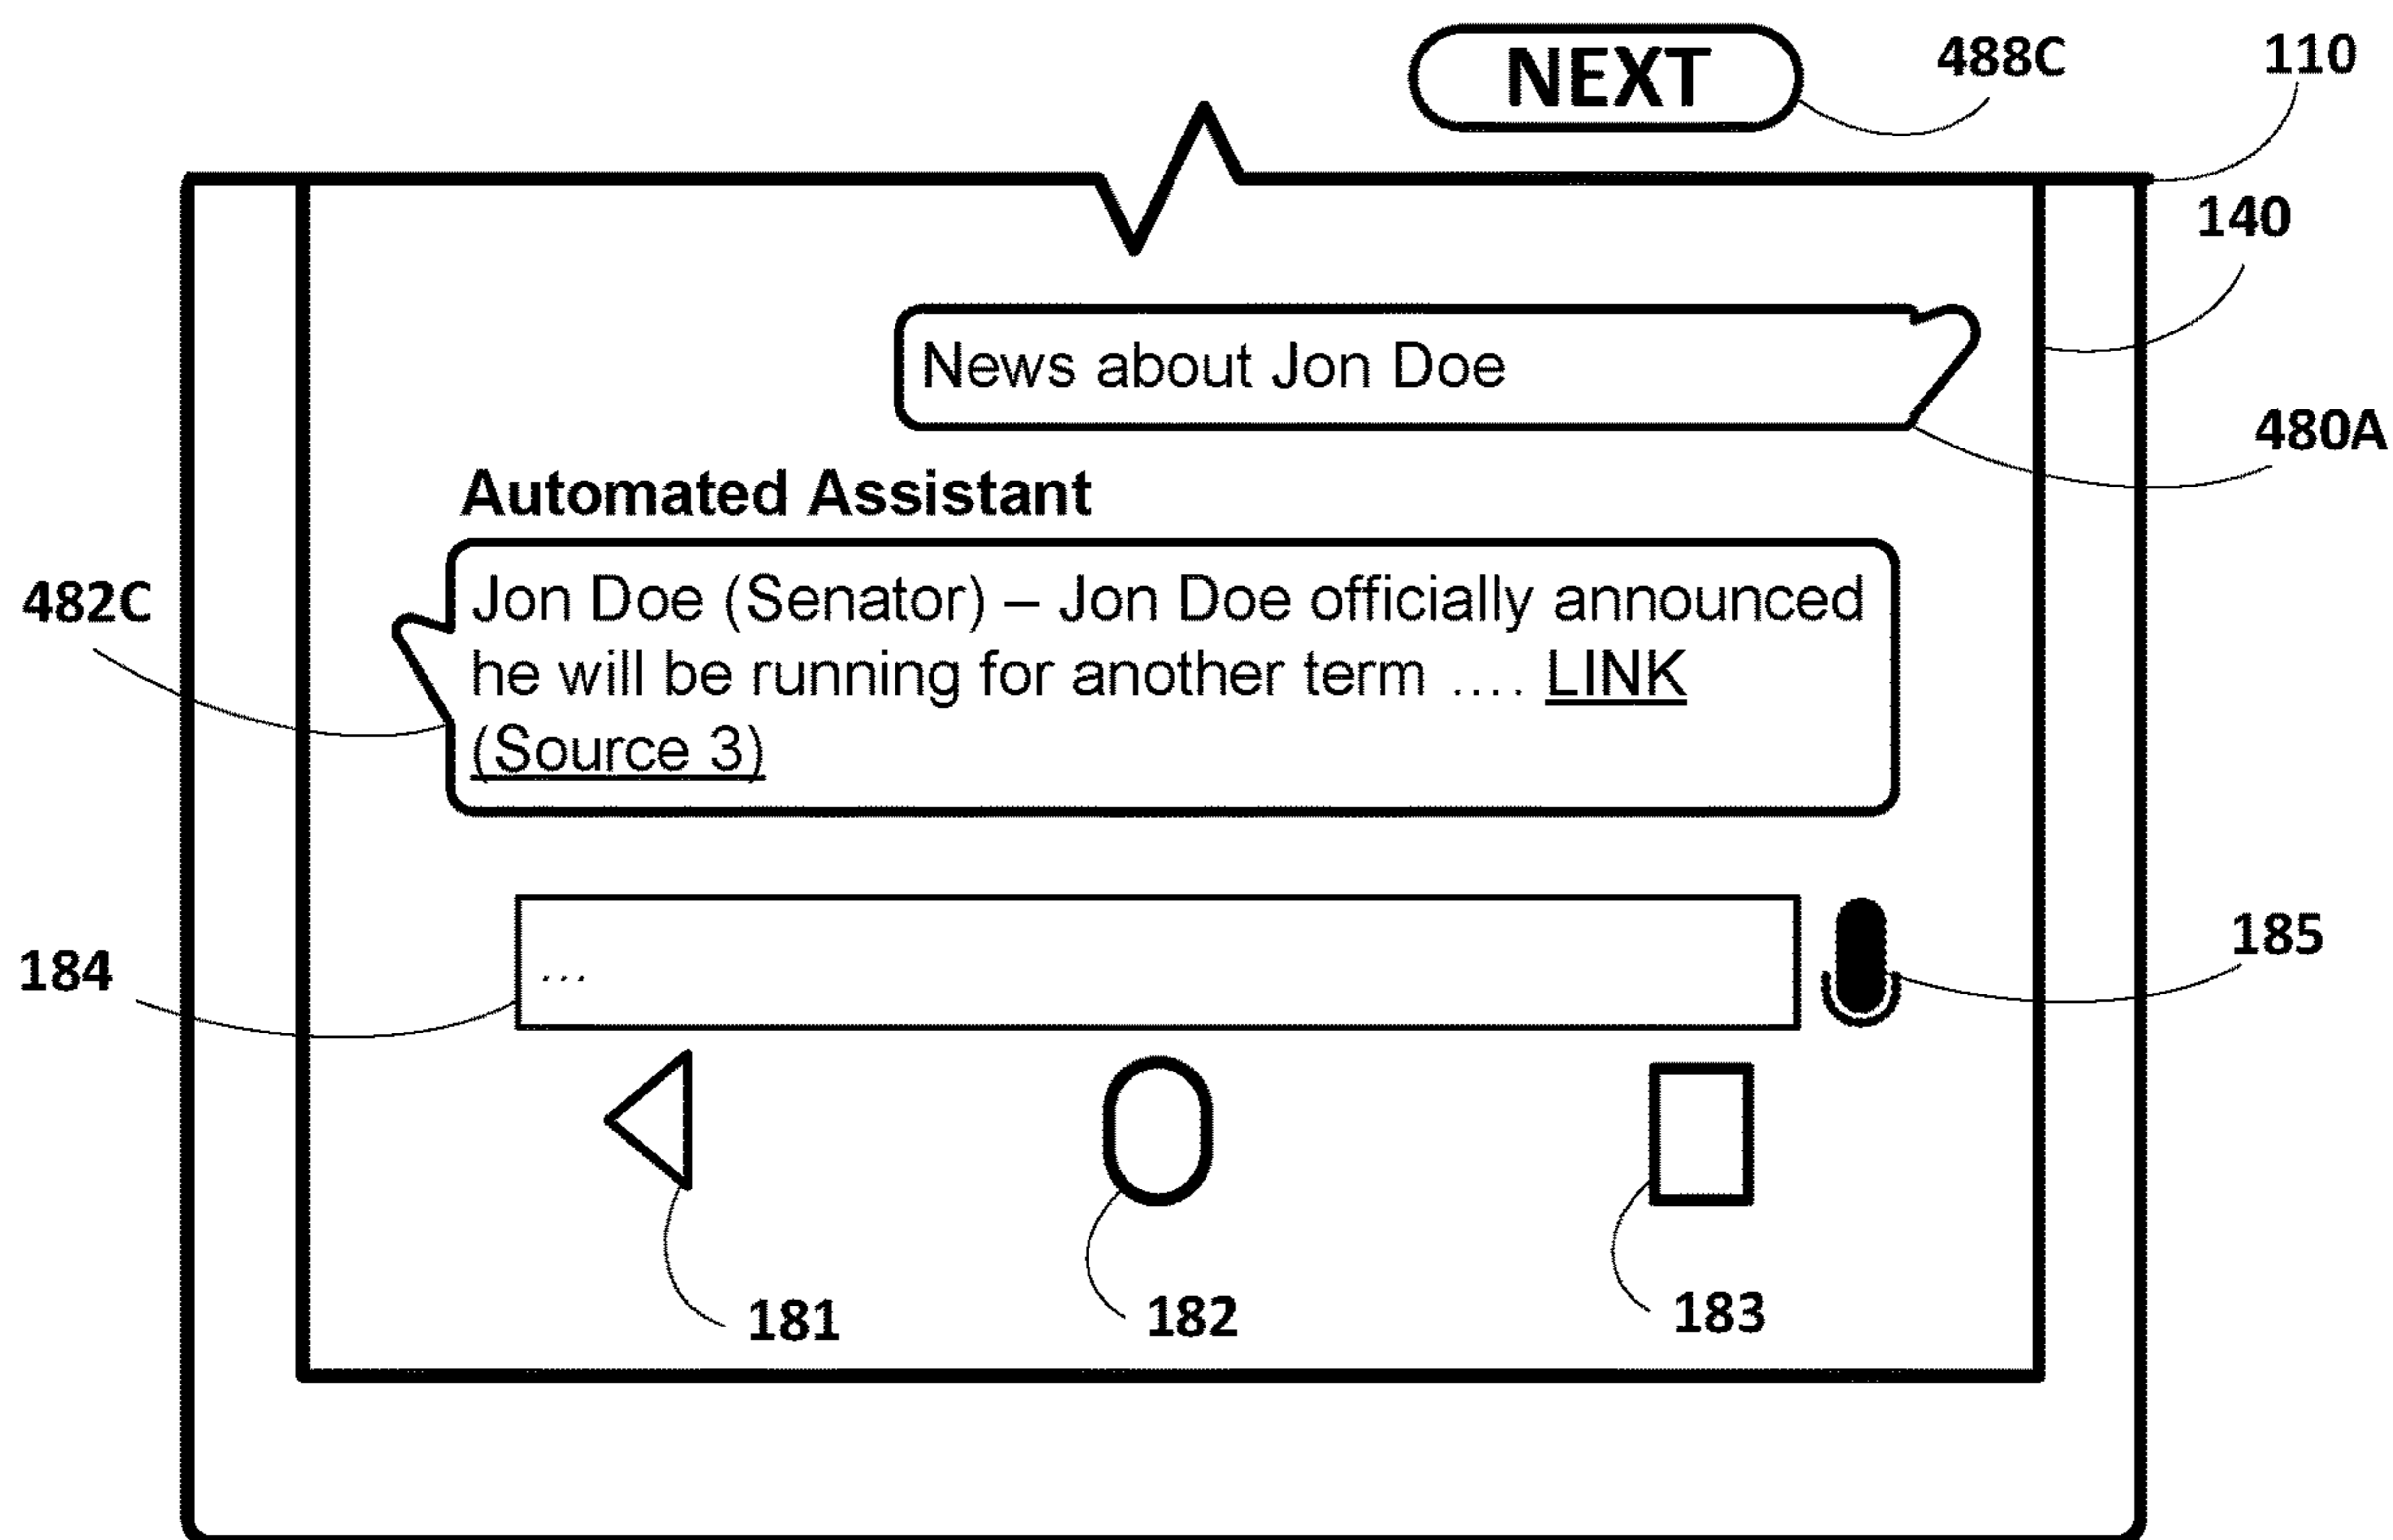 NEXT
488C
110
140
News about Jon Doe
480A
Automated Assistant
482C
Jon Doe (Senator) – Jon Doe officially announced
he will be running for another term .... LINK
(Source 3)
184
...
185
181
182
183